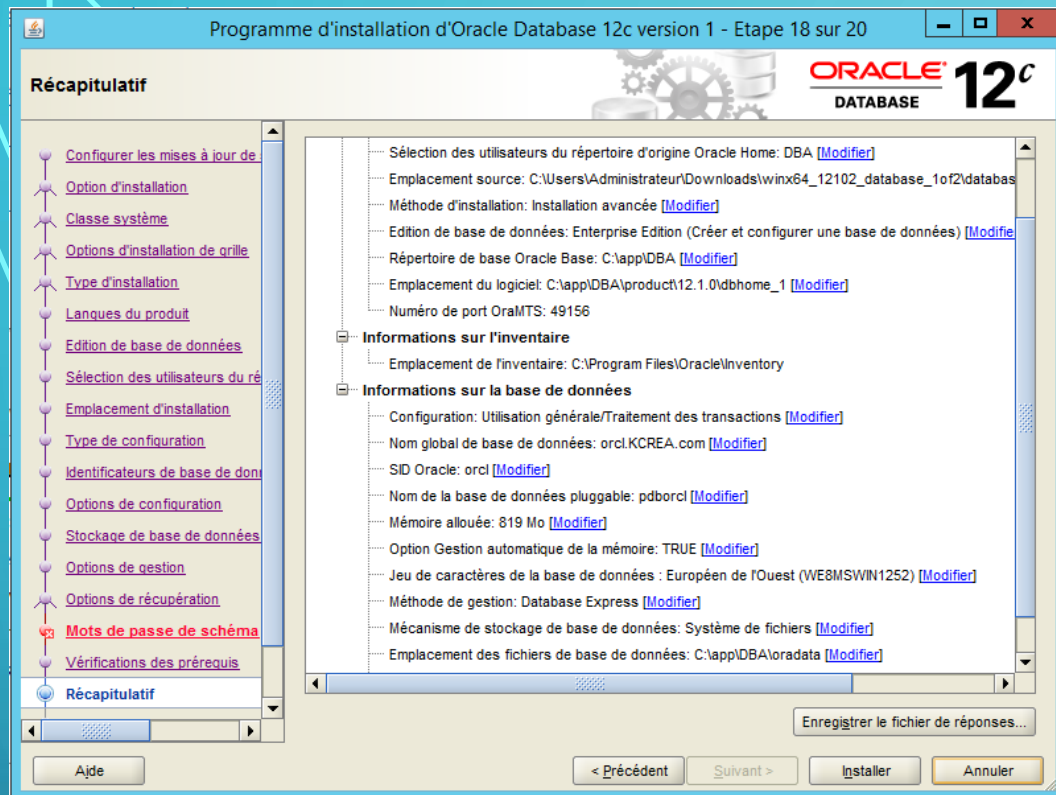 Programme d'installation d'Oracle Database 12c version 1 - Etape 18 sur 20
Récapitulatif
ORACLE
DATABASE
12c
Configurer les mises à jour de
Option d'installation
Classe système
Options d'installation de grille
Type d'installation
Langues du produit
Edition de base de données
Sélection des utilisateurs du ré
Emplacement d'installation
Type de configuration
Identificateurs de base de donn
Options de configuration
Stockage de base de données
Options de gestion
Options de récupération
Mots de passe de schéma
Vérifications des prérequis
Récapitulatif
Sélection des utilisateurs du répertoire d'origine Oracle Home: DBA [Modifier]
Emplacement source: C:\Users\Administrateur\Downloads\winx64_12102_database_1of2\databas
Méthode d'installation: Installation avancée [Modifier]
Edition de base de données: Enterprise Edition (Créer et configurer une base de données) [Modifie
Répertoire de base Oracle Base: C:\app\DBA [Modifier]
Emplacement du logiciel: C:\app\DBA\product\12.1.0\dbhome_1 [Modifier]
Numéro de port OraMTS: 49156
Informations sur l'inventaire
Emplacement de l'inventaire: C:\Program Files\Oracle\Inventory
Informations sur la base de données
Configuration: Utilisation générale/Traitement des transactions [Modifier]
Nom global de base de données: orcl.KCREA.com [Modifier]
SID Oracle: orcl [Modifier]
Nom de la base de données pluggable: pdborcl [Modifier]
Mémoire allouée: 819 Mo [Modifier]
Option Gestion automatique de la mémoire: TRUE [Modifier]
Jeu de caractères de la base de données : Européen de l'Ouest (WE8MSWIN1252) [Modifier]
Méthode de gestion: Database Express [Modifier]
Mécanisme de stockage de base de données: Système de fichiers [Modifier]
Emplacement des fichiers de base de données: C:\app\DBA\oradata [Modifier]
Enregistrer le fichier de réponses...
Aide
< Précédent
Suivant >
Installer
Annuler